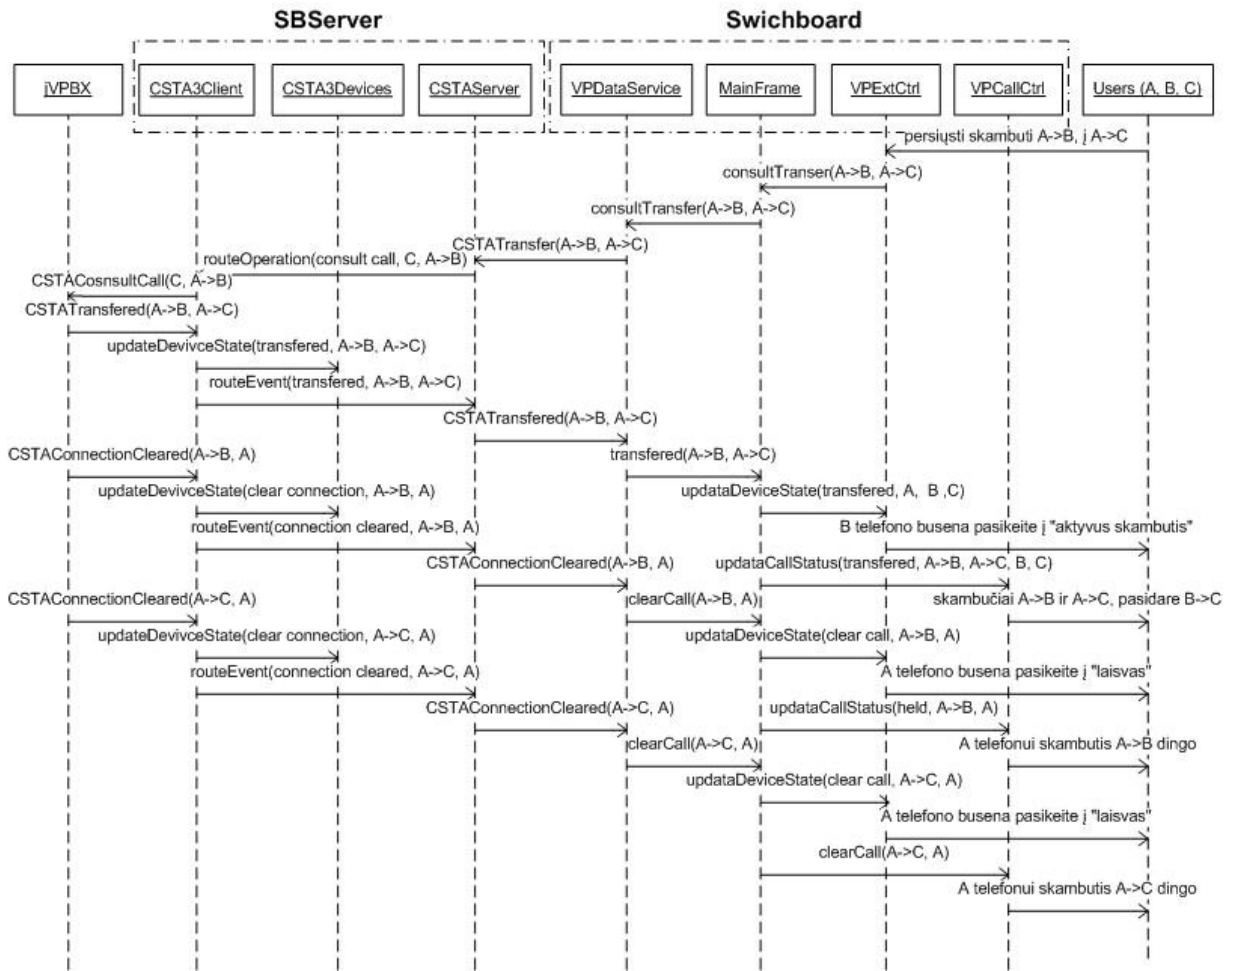 SBServer
Swichboard
jVPBX
CSTA3Client
CSTA3Devices
CSTAServer
VPDataService
MainFrame
VPExtCtrl
VPCallCtrl
Users (A, B, C)
persiųsti skambuti A->B, į A->C
consultTranser(A->B, A->C)
consultTransfer(A->B, A->C)
CSTATransfer(A->B, A->C)
routeOperation(consult call, C, A->B)
CSTACosnsultCall(C, A->B)
CSTATransfered(A->B, A->C)
updateDevivceState(transfered, A->B, A->C)
routeEvent(transfered, A->B, A->C)
CSTATransfered(A->B, A->C)
CSTAConnectionCleared(A->B, A)
transfered(A->B, A->C)
updateDevivceState(clear connection, A->B, A)
updataDeviceState(transfered, A, B ,C)
routeEvent(connection cleared, A->B, A)
B telefono busena pasikeite į "aktyvus skambutis"
CSTAConnectionCleared(A->B, A)
updataCallStatus(transfered, A->B, A->C, B, C)
CSTAConnectionCleared(A->C, A)
clearCall(A->B, A)
skambučiai A->B ir A->C, pasidare B->C
updateDevivceState(clear connection, A->C, A)
updataDeviceState(clear call, A->B, A)
routeEvent(connection cleared, A->C, A)
A telefono busena pasikeite į "laisvas"
CSTAConnectionCleared(A->C, A)
updataCallStatus(held, A->B, A)
clearCall(A->C, A)
A telefonui skambutis A->B dingo
updataDeviceState(clear call, A->C, A)
A telefono busena pasikeite į "laisvas"
clearCall(A->C, A)
A telefonui skambutis A->C dingo